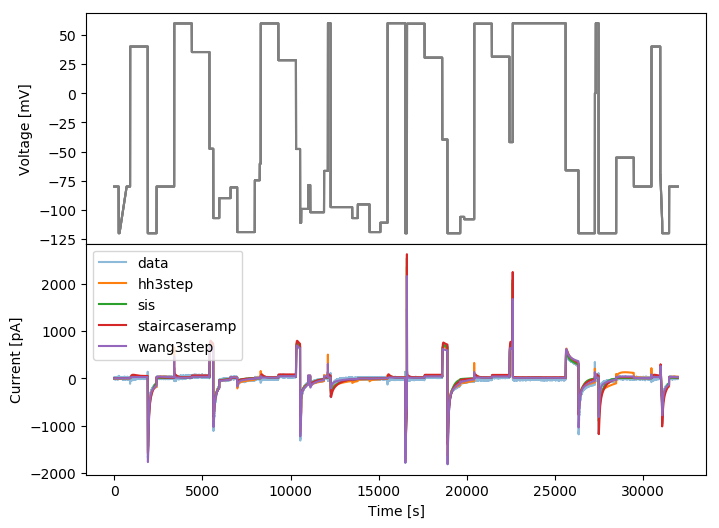 50
25
0
−25
−50
−75
−100
−125
Voltage [mV]
data
hh3step
sis
staircaseramp
wang3step
2000
1000
0
−1000
−2000
Current [pA]
0 5000 10000 15000 20000 25000 30000
Time [s]